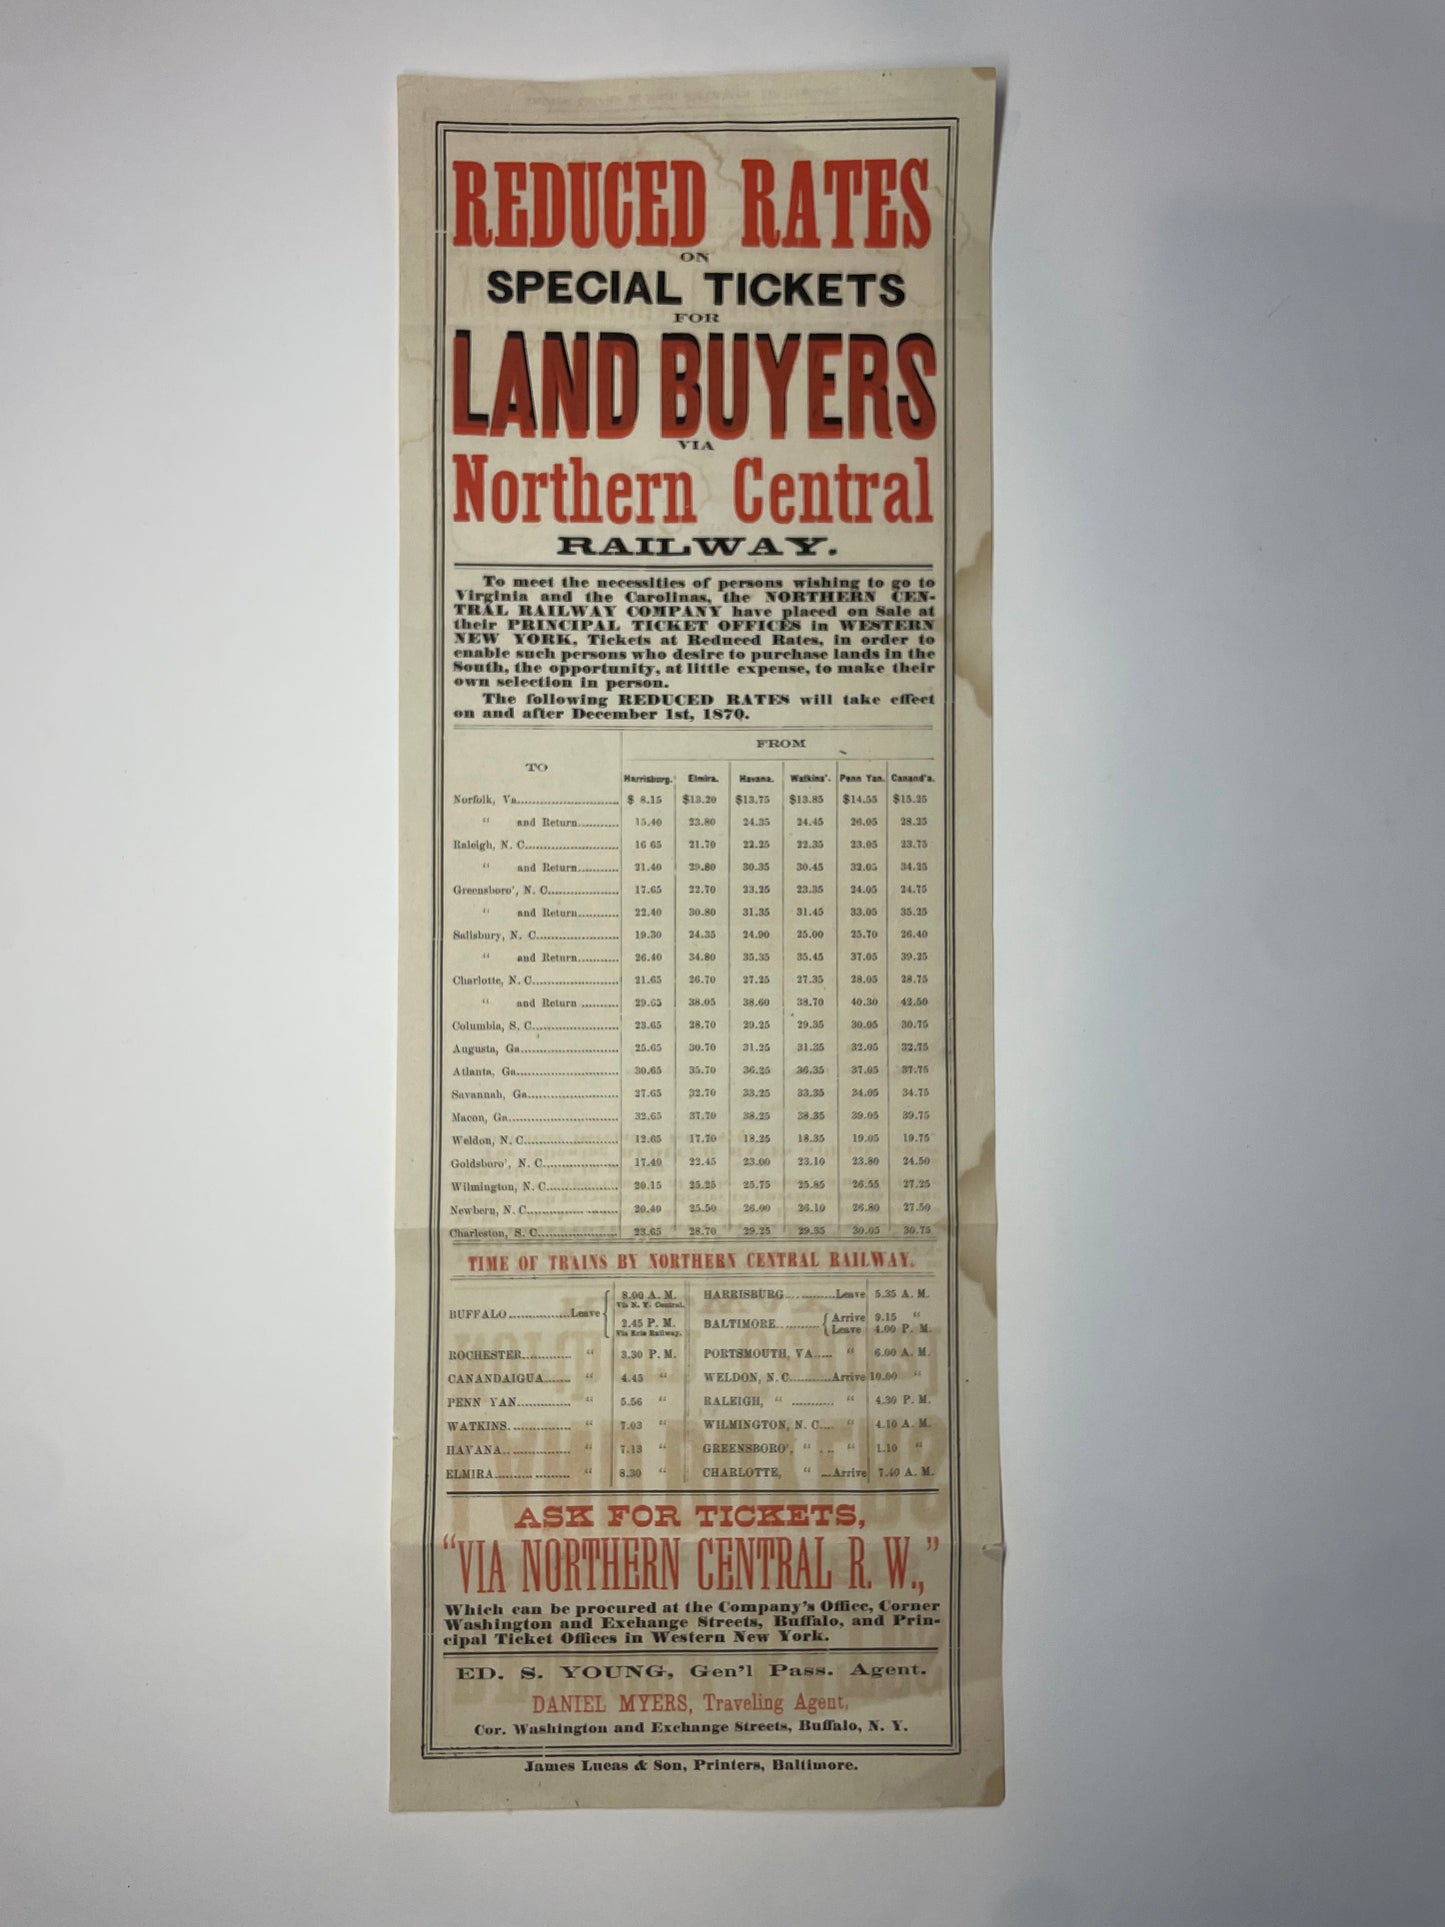 REDUCED RATES
ON
SPECIAL TICKETS
FOR
LAND BUYERS
VIA
Northern Central
RAILWAY.
To meet the necessities of persons wishing to go to
Virginia and the Carolinas, the NORTHERN CEN-
TRAL RAILWAY COMPANY have placed on Sale at
their PRINCIPAL TICKET OFFICES in WESTERN
NEW YORK, Tickets at Reduced Rates, in order to
enable such persons who desire to purchase lands in the
South, the opportunity, at little expense, to make their
own selection in person.
The following REDUCED RATES will take effect
on and after December 1st, 1870.
FROM
TO
Harrisburg. Elmira. Havana. Watkins'. Penn Yan. Canand'a.
Norfolk, Va. $ 8.15 $13.20 $13.75 $13.85 $14.55 $15.25
" and Return 15.40 23.80 24.35 24.45 26.05 28.25
Raleigh, N. C. 16 65 21.70 22.25 22.35 23.05 23.75
" and Return 21.40 29.80 30.35 30.45 32.05 34.25
Greensboro', N. C. 17.65 22.70 23.25 23.35 24.05 24.75
" and Return 22.40 30.80 31.35 31.45 33.05 35.25
Salisbury, N. C. 19.30 24.35 24.90 25.00 25.70 26.40
" and Return 26.40 34.80 35.35 35.45 37.05 39.25
Charlotte, N. C. 21.65 26.70 27.25 27.35 28.05 28.75
" and Return 29.65 38.05 38.60 38.70 40.30 42.50
Columbia, S. C. 23.65 28.70 29.25 29.35 30.05 30.75
Augusta, Ga. 25.65 30.70 31.25 31.35 32.05 32.75
Atlanta, Ga. 30.65 35.70 36.25 36.35 37.05 37.75
Savannah, Ga. 27.65 32.70 33.25 33.35 34.05 34.75
Macon, Ga. 32.65 37.70 38.25 38.35 39.05 39.75
Weldon, N. C. 12.65 17.70 18.25 18.35 19.05 19.75
Goldsboro', N. C. 17.40 22.45 23.00 23.10 23.80 24.50
Wilmington, N. C. 20.15 25.25 25.75 25.85 26.55 27.25
Newbern, N. C. 20.40 25.50 26.00 26.10 26.80 27.50
Charleston, S. C. 23.65 28.70 29.25 29.35 30.05 30.75
TIME OF TRAINS BY NORTHERN CENTRAL RAILWAY.
BUFFALO Leave 8.00 A. M.
Via N. Y. Central.
2.45 P. M.
Via Erie Railway.
ROCHESTER " 3.30 P. M.
CANANDAIGUA " 4.45 "
PENN YAN " 5.56 "
WATKINS " 7.03 "
HAVANA " 7.13 "
ELMIRA " 8.30 "
HARRISBURG Leave 5.35 A. M.
BALTIMORE Arrive 9.15 "
Leave 4.00 P. M.
PORTSMOUTH, VA " 6.00 A. M.
WELDON, N. C. Arrive 10.00 "
RALEIGH, " " 4.30 P. M.
WILMINGTON, N. C. " 4.10 A. M.
GREENSBORO', " " 1.10 "
CHARLOTTE, " Arrive 7.40 A. M.
ASK FOR TICKETS,
"VIA NORTHERN CENTRAL R. W.,"
Which can be procured at the Company's Office, Corner
Washington and Exchange Streets, Buffalo, and Prin-
cipal Ticket Offices in Western New York.
ED. S. YOUNG, Gen'l Pass. Agent.
DANIEL MYERS, Traveling Agent,
Cor. Washington and Exchange Streets, Buffalo, N. Y.
James Lucas & Son, Printers, Baltimore.